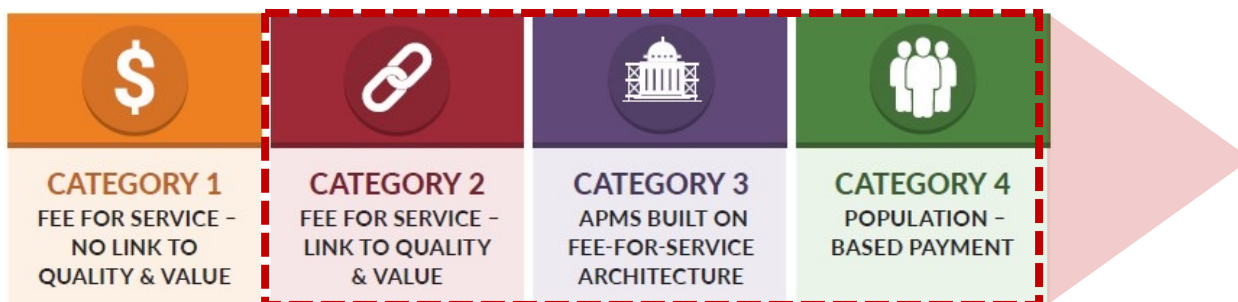 $
CATEGORY 1
FEE FOR SERVICE –
NO LINK TO
QUALITY & VALUE
CATEGORY 2
FEE FOR SERVICE –
LINK TO QUALITY
& VALUE
CATEGORY 3
APMS BUILT ON
FEE-FOR-SERVICE
ARCHITECTURE
CATEGORY 4
POPULATION –
BASED PAYMENT